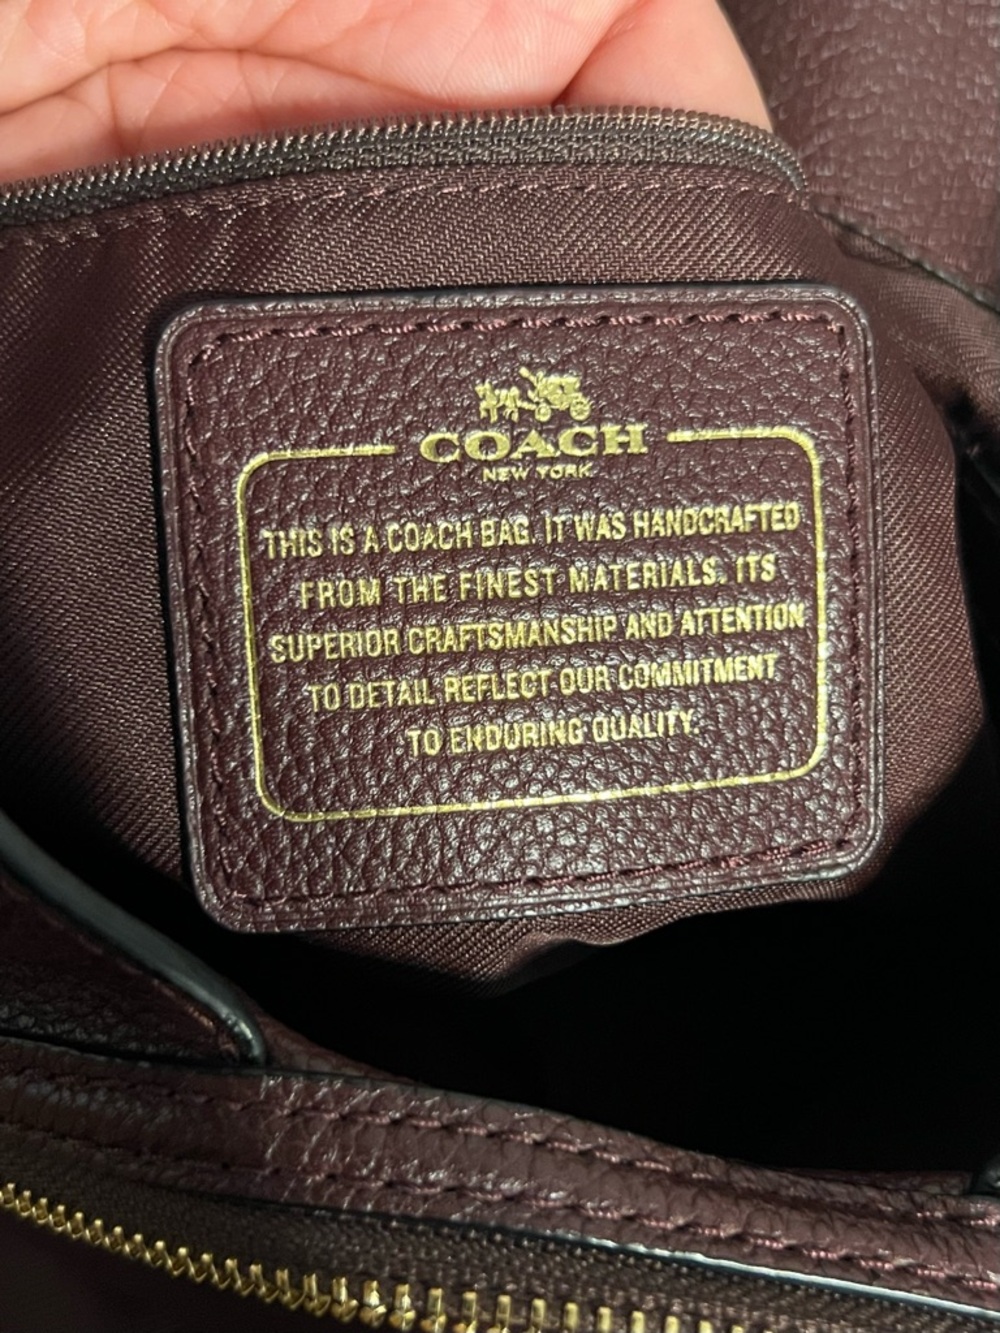 COACH
NEW YORK
THIS IS A COACH BAG. IT WAS HANDCRAFTED
FROM THE FINEST MATERIALS. ITS
SUPERIOR CRAFTSMANSHIP AND ATTENTION
TO DETAIL REFLECT OUR COMMITMENT
TO ENDURING QUALITY.